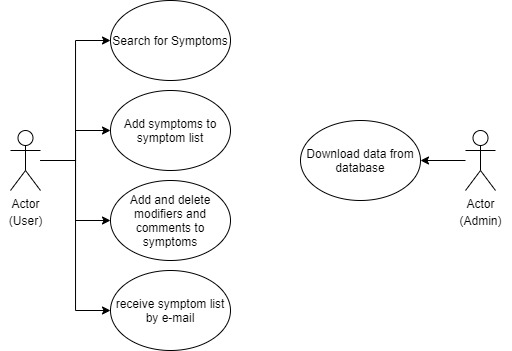 Search for Symptoms
Add symptoms to
symptom list
Add and delete
modifiers and
comments to
symptoms
receive symptom list
by e-mail
Actor
(User)
Download data from
database
Actor
(Admin)